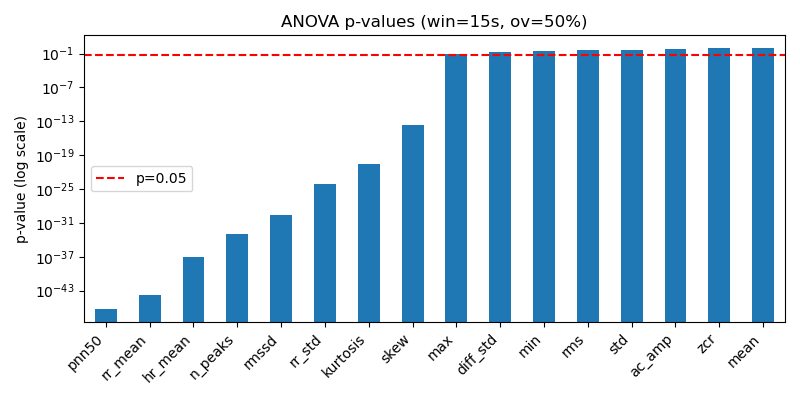 ANOVA p-values (win=15s, ov=50%)
p-value (log scale)
10⁻¹
10⁻⁷
10⁻¹³
10⁻¹⁹
10⁻²⁵
10⁻³¹
10⁻³⁷
10⁻⁴³
p=0.05
pnn50
rr_mean
hr_mean
n_peaks
rmssd
rr_std
kurtosis
skew
max
diff_std
min
rms
std
ac_amp
zcr
mean